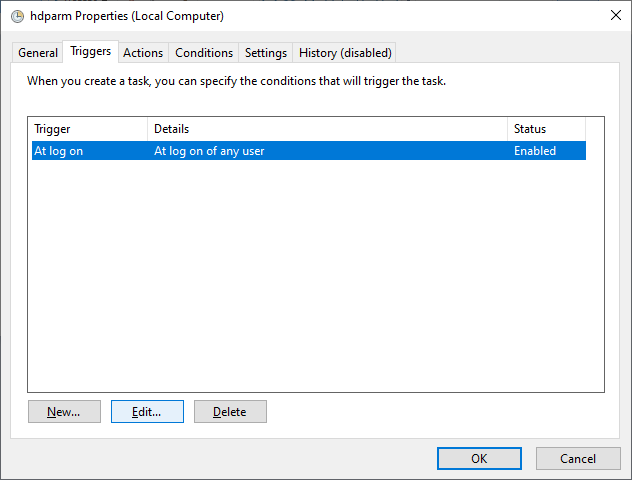 hdparm Properties (Local Computer)
General Triggers Actions Conditions Settings History (disabled)
When you create a task, you can specify the conditions that will trigger the task.
Trigger Details Status
At log on At log on of any user Enabled
New... Edit... Delete
OK Cancel